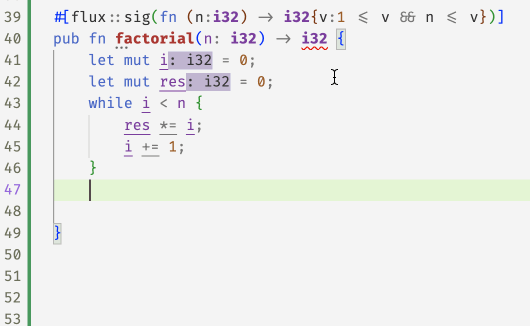 39 #[flux::sig(fn (n:i32) -> i32{v:1 <= v && n <= v})]
40 pub fn factorial(n: i32) -> i32 {
41     let mut i: i32 = 0;
42     let mut res: i32 = 0;
43     while i < n {
44         res *= i;
45         i += 1;
46     }
47
48
49 }
50
51
52
53